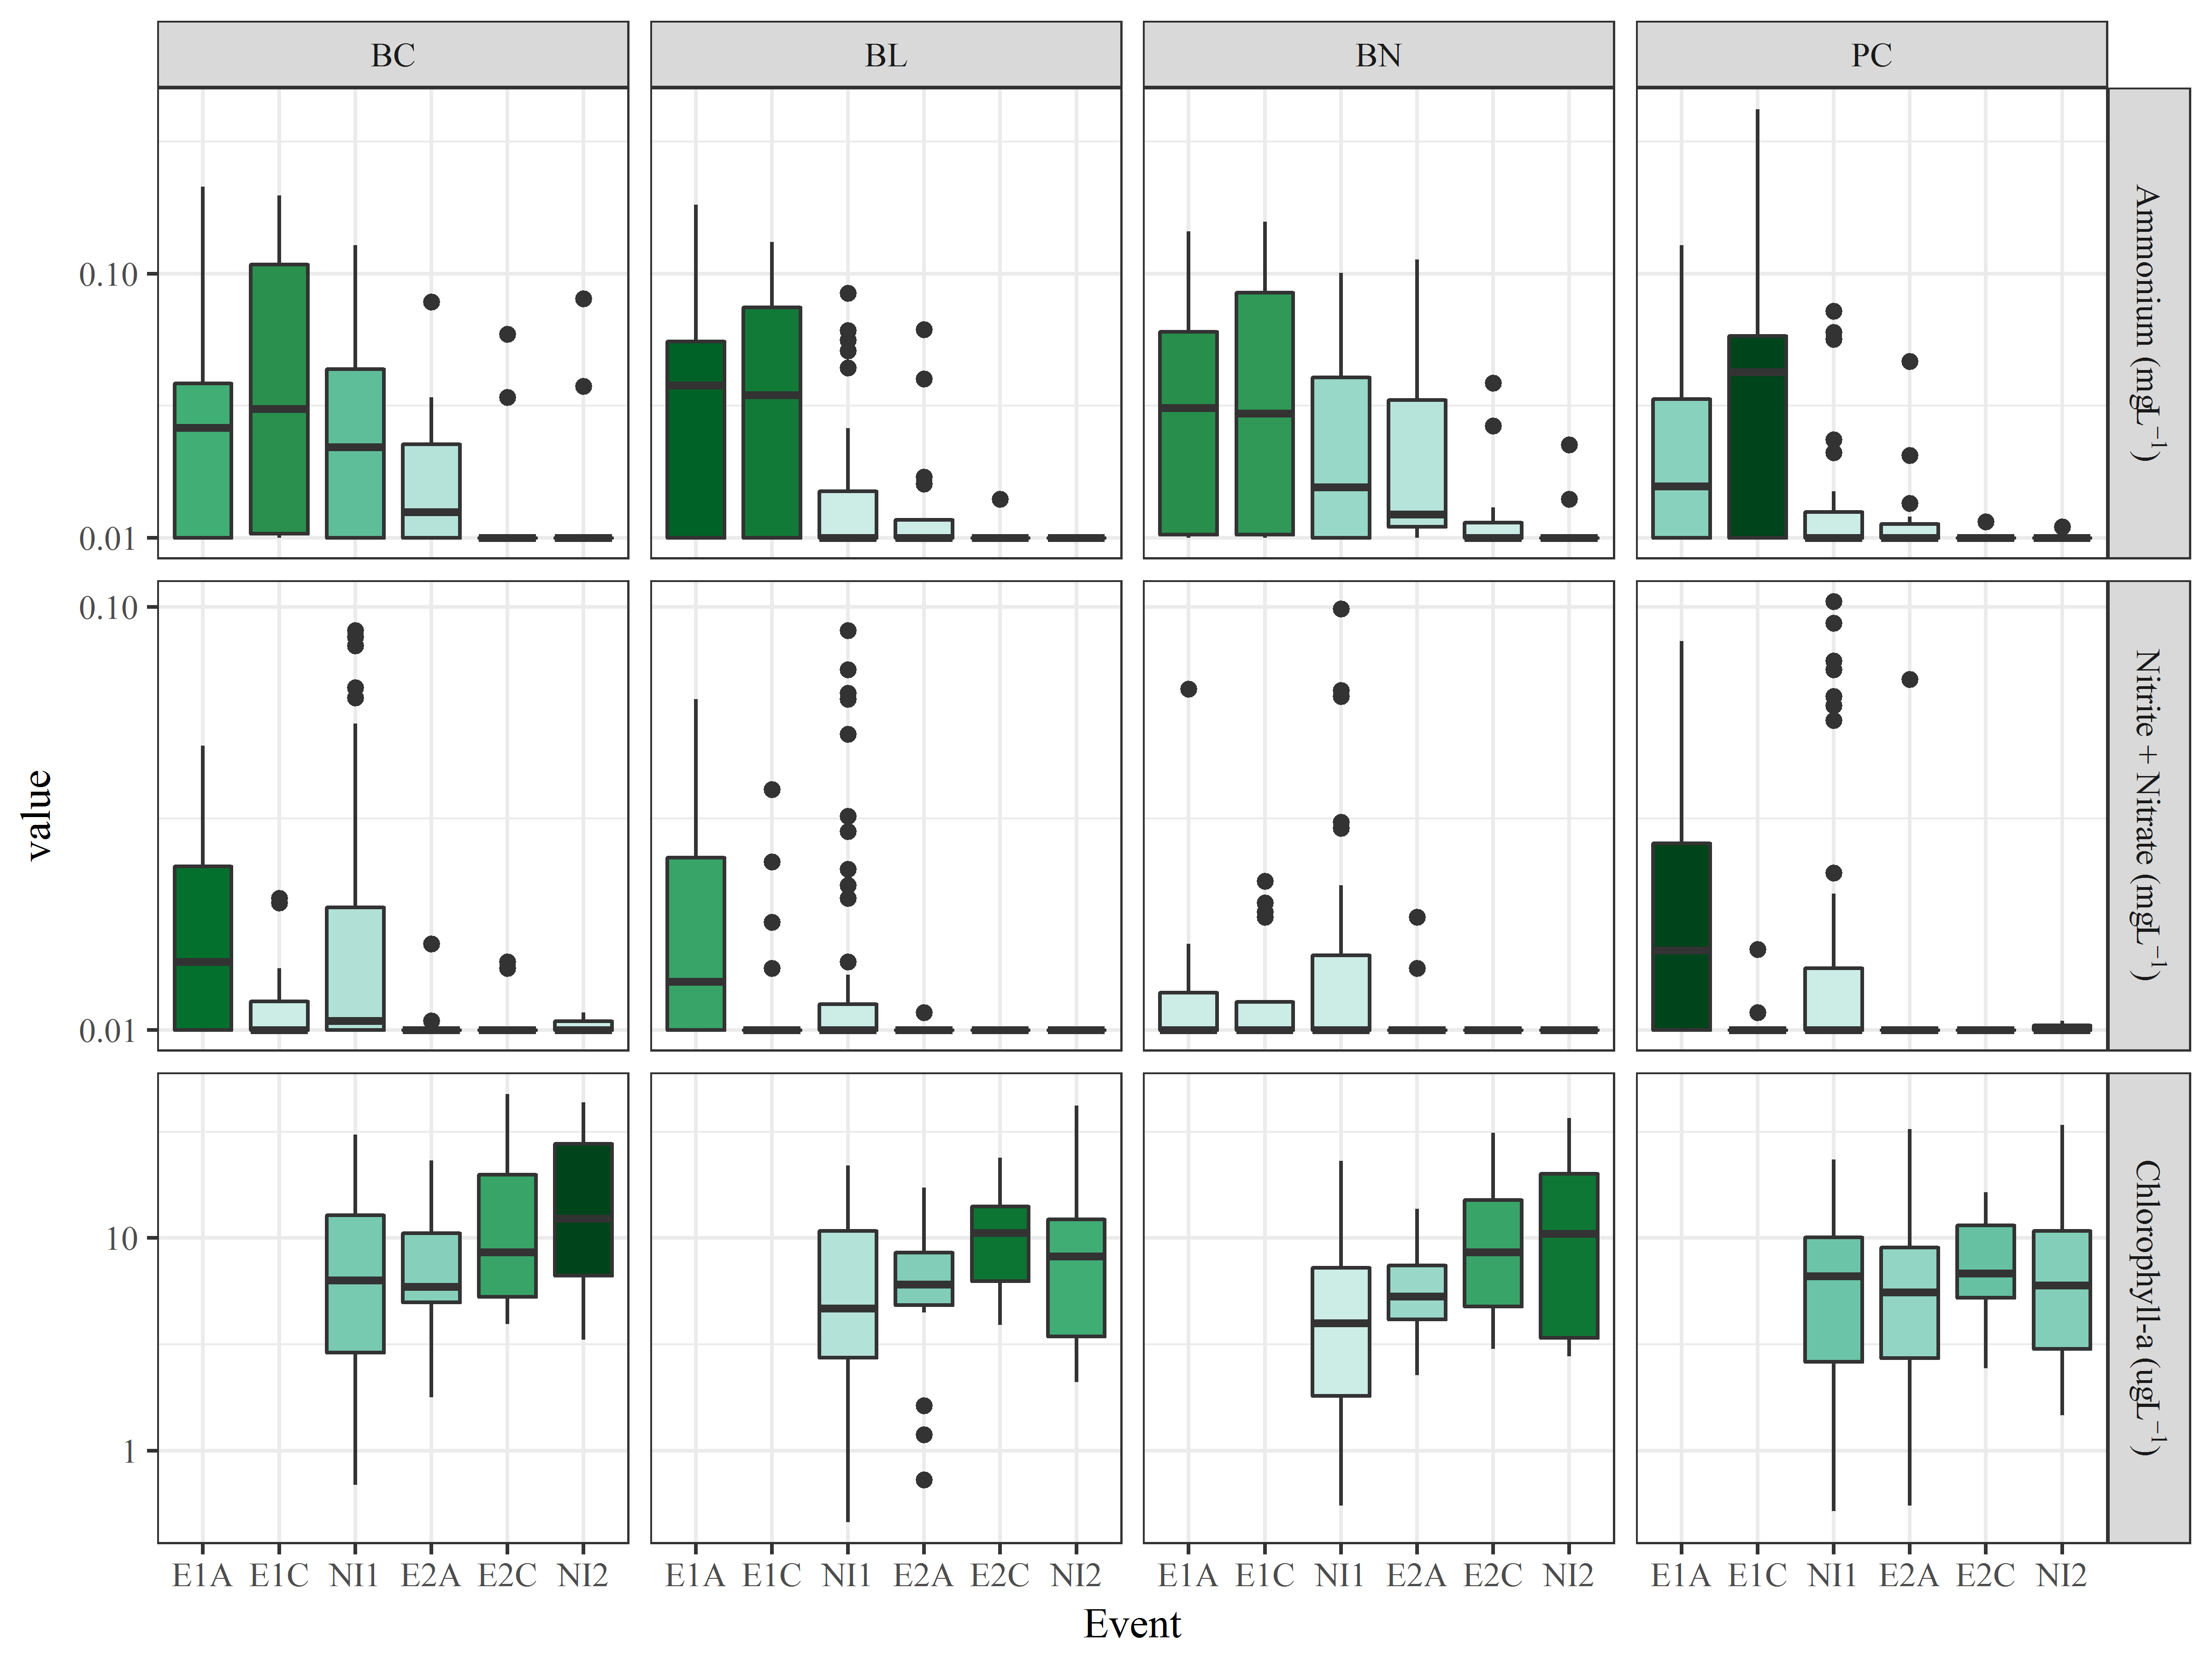 BC BL BN PC
0.10
0.01
Ammonium (mgL⁻¹)
0.10
0.01
Nitrite + Nitrate (mgL⁻¹)
10
1
Chlorophyll-a (ugL⁻¹)
value
E1A E1C NI1 E2A E2C NI2 E1A E1C NI1 E2A E2C NI2 E1A E1C NI1 E2A E2C NI2 E1A E1C NI1 E2A E2C NI2
Event